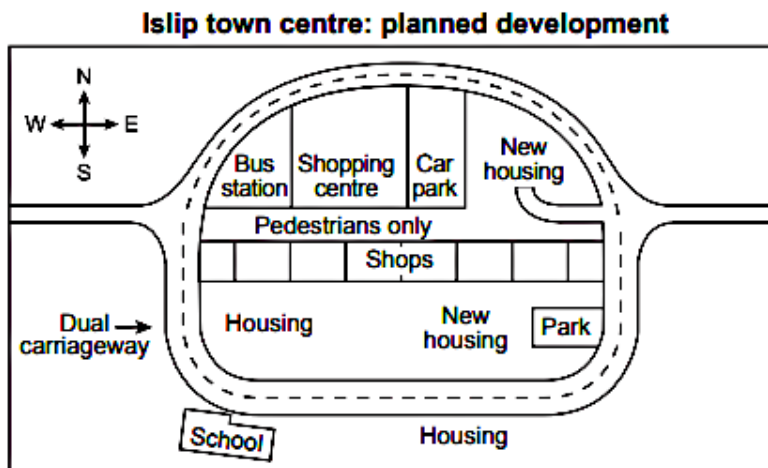 Islip town centre: planned development
N
W
E
S
Bus
station
Shopping
centre
Car
park
New
housing
Pedestrians only
Shops
Dual
carriageway
Housing
New
housing
Park
School
Housing